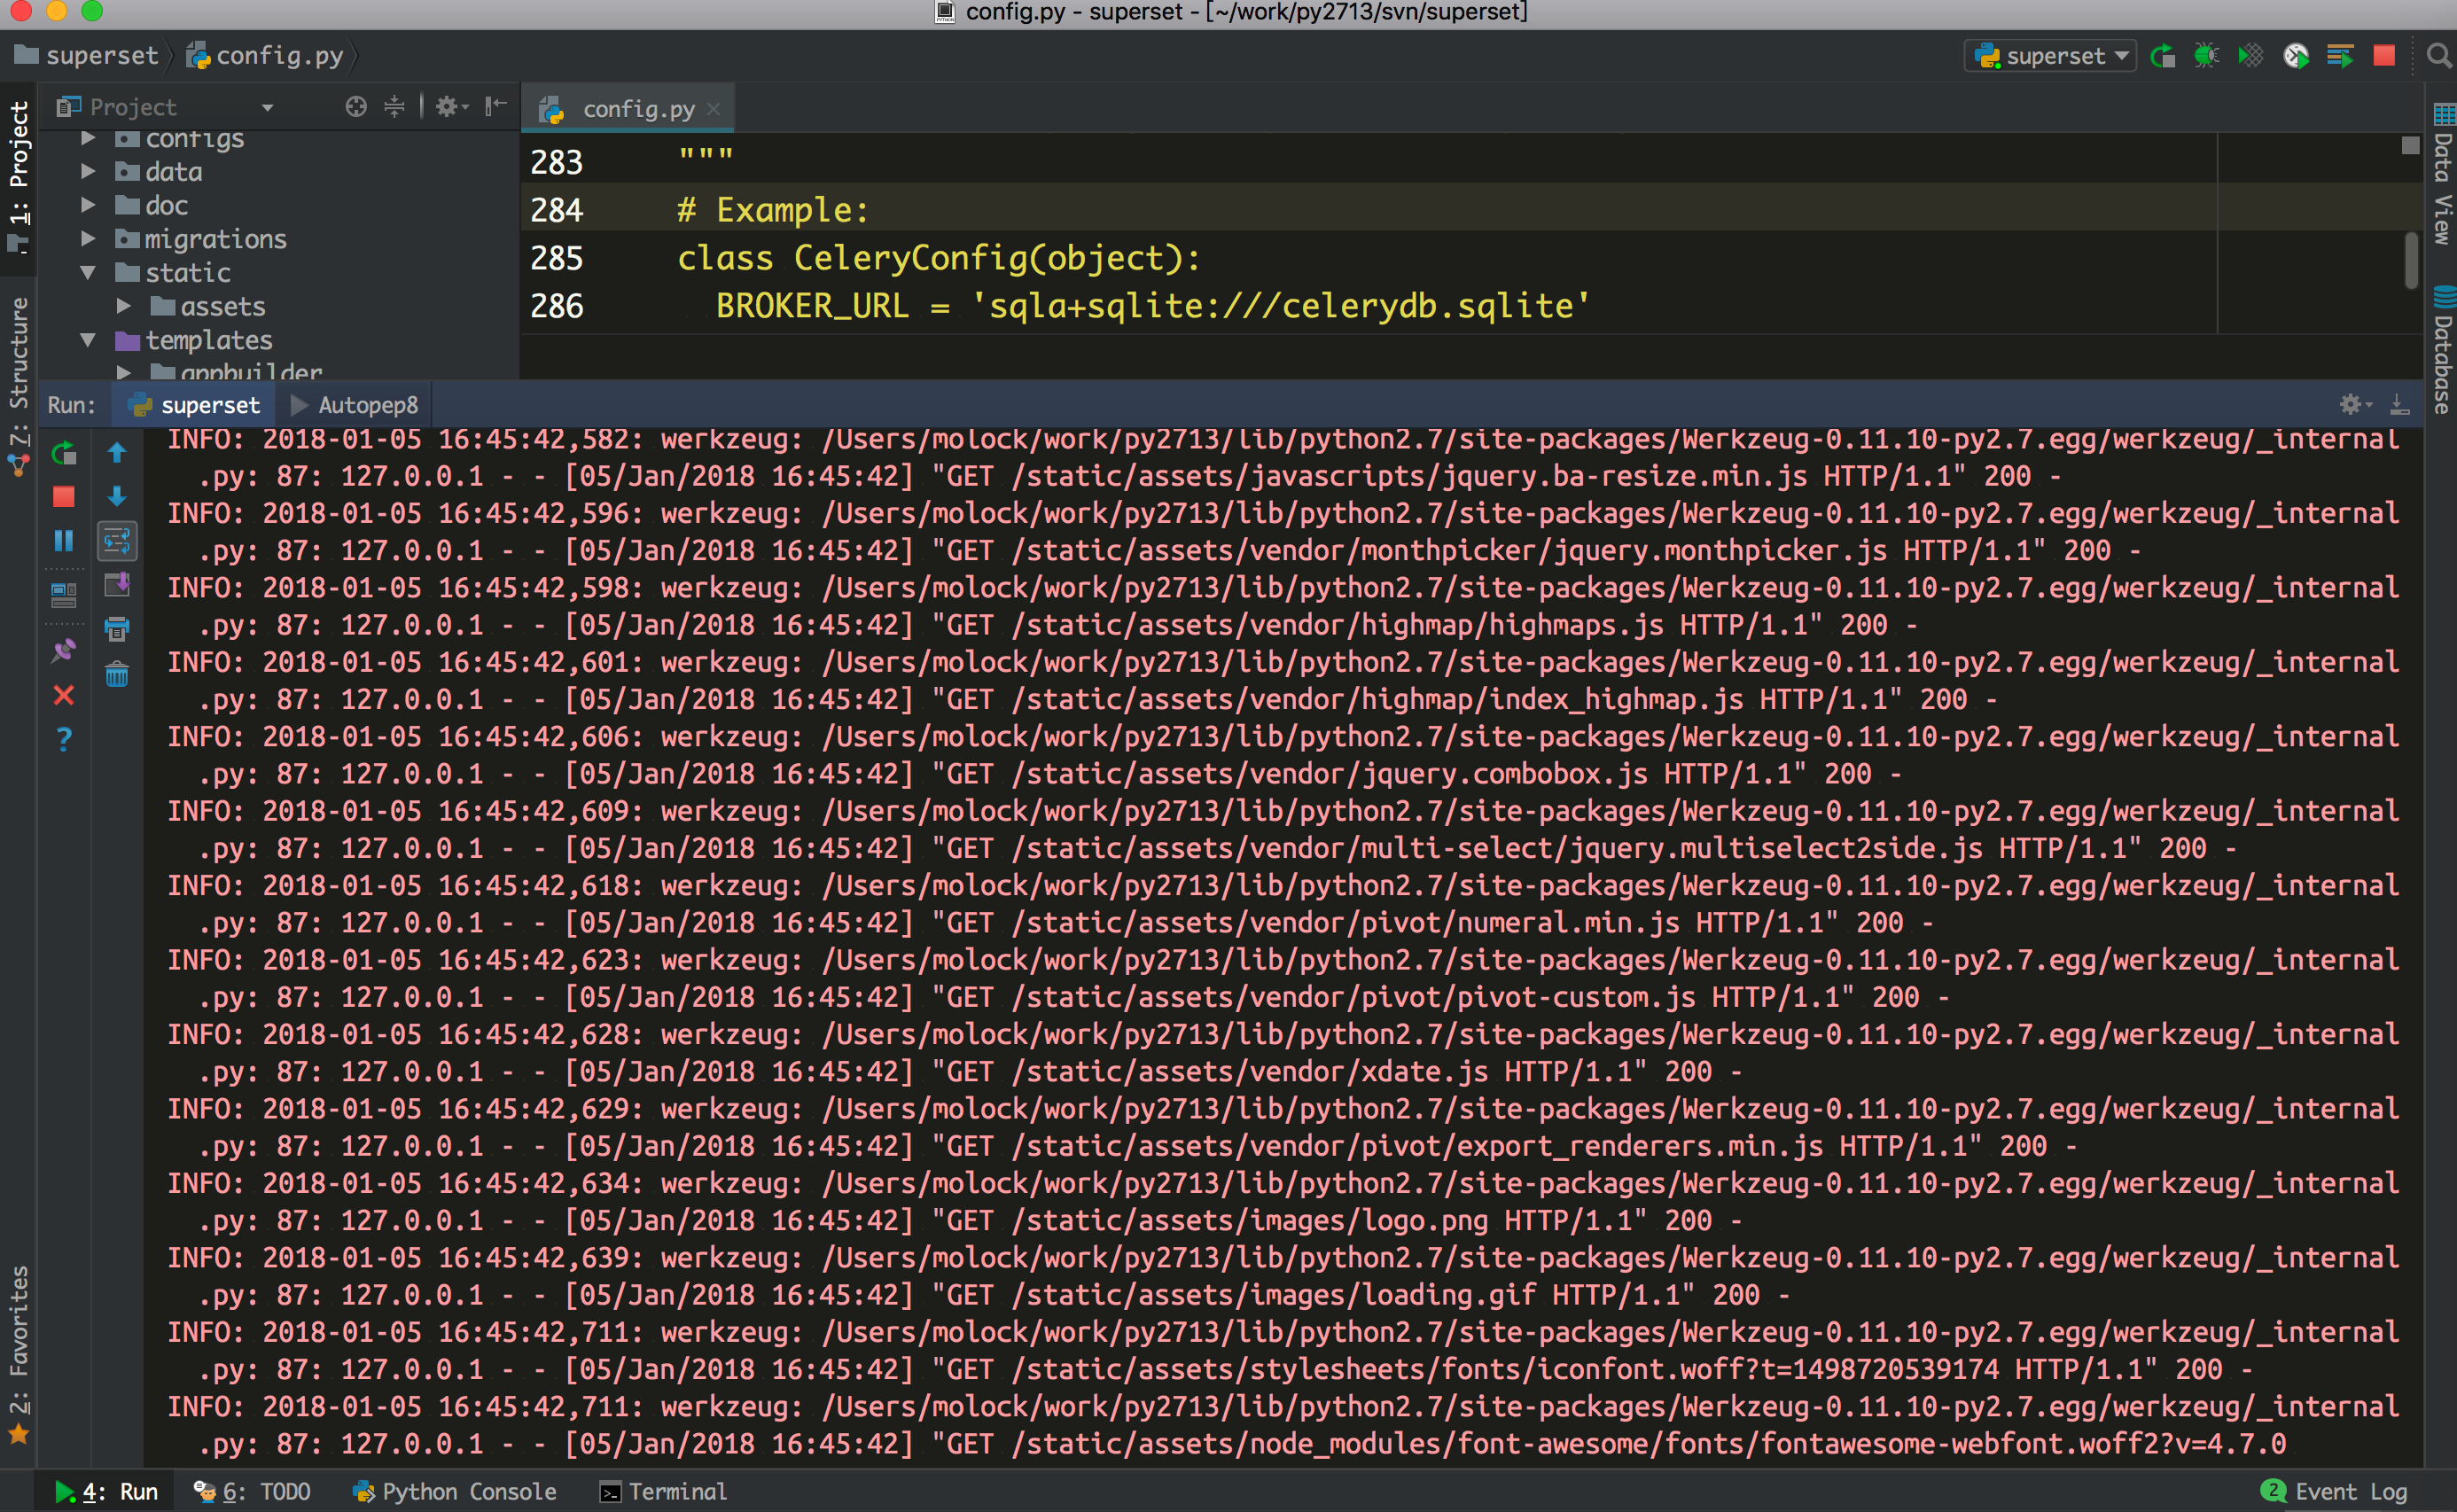 config.py - superset - [~/work/py2713/svn/superset]
superset config.py
superset
1: Project
7: Structure
2: Favorites
Project
configs
data
doc
migrations
static
assets
templates
appbuilder
config.py
283 """
284 # Example:
285 class CeleryConfig(object):
286 BROKER_URL = 'sqla+sqlite:///celerydb.sqlite'
Data View
Database
Run: superset Autopep8
INFO: 2018-01-05 16:45:42,582: werkzeug: /Users/molock/work/py2713/lib/python2.7/site-packages/Werkzeug-0.11.10-py2.7.egg/werkzeug/_internal
.py: 87: 127.0.0.1 - - [05/Jan/2018 16:45:42] "GET /static/assets/javascripts/jquery.ba-resize.min.js HTTP/1.1" 200 -
INFO: 2018-01-05 16:45:42,596: werkzeug: /Users/molock/work/py2713/lib/python2.7/site-packages/Werkzeug-0.11.10-py2.7.egg/werkzeug/_internal
.py: 87: 127.0.0.1 - - [05/Jan/2018 16:45:42] "GET /static/assets/vendor/monthpicker/jquery.monthpicker.js HTTP/1.1" 200 -
INFO: 2018-01-05 16:45:42,598: werkzeug: /Users/molock/work/py2713/lib/python2.7/site-packages/Werkzeug-0.11.10-py2.7.egg/werkzeug/_internal
.py: 87: 127.0.0.1 - - [05/Jan/2018 16:45:42] "GET /static/assets/vendor/highmap/highmaps.js HTTP/1.1" 200 -
INFO: 2018-01-05 16:45:42,601: werkzeug: /Users/molock/work/py2713/lib/python2.7/site-packages/Werkzeug-0.11.10-py2.7.egg/werkzeug/_internal
.py: 87: 127.0.0.1 - - [05/Jan/2018 16:45:42] "GET /static/assets/vendor/highmap/index_highmap.js HTTP/1.1" 200 -
INFO: 2018-01-05 16:45:42,606: werkzeug: /Users/molock/work/py2713/lib/python2.7/site-packages/Werkzeug-0.11.10-py2.7.egg/werkzeug/_internal
.py: 87: 127.0.0.1 - - [05/Jan/2018 16:45:42] "GET /static/assets/vendor/jquery.combobox.js HTTP/1.1" 200 -
INFO: 2018-01-05 16:45:42,609: werkzeug: /Users/molock/work/py2713/lib/python2.7/site-packages/Werkzeug-0.11.10-py2.7.egg/werkzeug/_internal
.py: 87: 127.0.0.1 - - [05/Jan/2018 16:45:42] "GET /static/assets/vendor/multi-select/jquery.multiselect2side.js HTTP/1.1" 200 -
INFO: 2018-01-05 16:45:42,618: werkzeug: /Users/molock/work/py2713/lib/python2.7/site-packages/Werkzeug-0.11.10-py2.7.egg/werkzeug/_internal
.py: 87: 127.0.0.1 - - [05/Jan/2018 16:45:42] "GET /static/assets/vendor/pivot/numeral.min.js HTTP/1.1" 200 -
INFO: 2018-01-05 16:45:42,623: werkzeug: /Users/molock/work/py2713/lib/python2.7/site-packages/Werkzeug-0.11.10-py2.7.egg/werkzeug/_internal
.py: 87: 127.0.0.1 - - [05/Jan/2018 16:45:42] "GET /static/assets/vendor/pivot/pivot-custom.js HTTP/1.1" 200 -
INFO: 2018-01-05 16:45:42,628: werkzeug: /Users/molock/work/py2713/lib/python2.7/site-packages/Werkzeug-0.11.10-py2.7.egg/werkzeug/_internal
.py: 87: 127.0.0.1 - - [05/Jan/2018 16:45:42] "GET /static/assets/vendor/xdate.js HTTP/1.1" 200 -
INFO: 2018-01-05 16:45:42,629: werkzeug: /Users/molock/work/py2713/lib/python2.7/site-packages/Werkzeug-0.11.10-py2.7.egg/werkzeug/_internal
.py: 87: 127.0.0.1 - - [05/Jan/2018 16:45:42] "GET /static/assets/vendor/pivot/export_renderers.min.js HTTP/1.1" 200 -
INFO: 2018-01-05 16:45:42,634: werkzeug: /Users/molock/work/py2713/lib/python2.7/site-packages/Werkzeug-0.11.10-py2.7.egg/werkzeug/_internal
.py: 87: 127.0.0.1 - - [05/Jan/2018 16:45:42] "GET /static/assets/images/logo.png HTTP/1.1" 200 -
INFO: 2018-01-05 16:45:42,639: werkzeug: /Users/molock/work/py2713/lib/python2.7/site-packages/Werkzeug-0.11.10-py2.7.egg/werkzeug/_internal
.py: 87: 127.0.0.1 - - [05/Jan/2018 16:45:42] "GET /static/assets/images/loading.gif HTTP/1.1" 200 -
INFO: 2018-01-05 16:45:42,711: werkzeug: /Users/molock/work/py2713/lib/python2.7/site-packages/Werkzeug-0.11.10-py2.7.egg/werkzeug/_internal
.py: 87: 127.0.0.1 - - [05/Jan/2018 16:45:42] "GET /static/assets/stylesheets/fonts/iconfont.woff?t=1498720539174 HTTP/1.1" 200 -
INFO: 2018-01-05 16:45:42,711: werkzeug: /Users/molock/work/py2713/lib/python2.7/site-packages/Werkzeug-0.11.10-py2.7.egg/werkzeug/_internal
.py: 87: 127.0.0.1 - - [05/Jan/2018 16:45:42] "GET /static/assets/node_modules/font-awesome/fonts/fontawesome-webfont.woff2?v=4.7.0
4: Run 6: TODO Python Console Terminal 2 Event Log